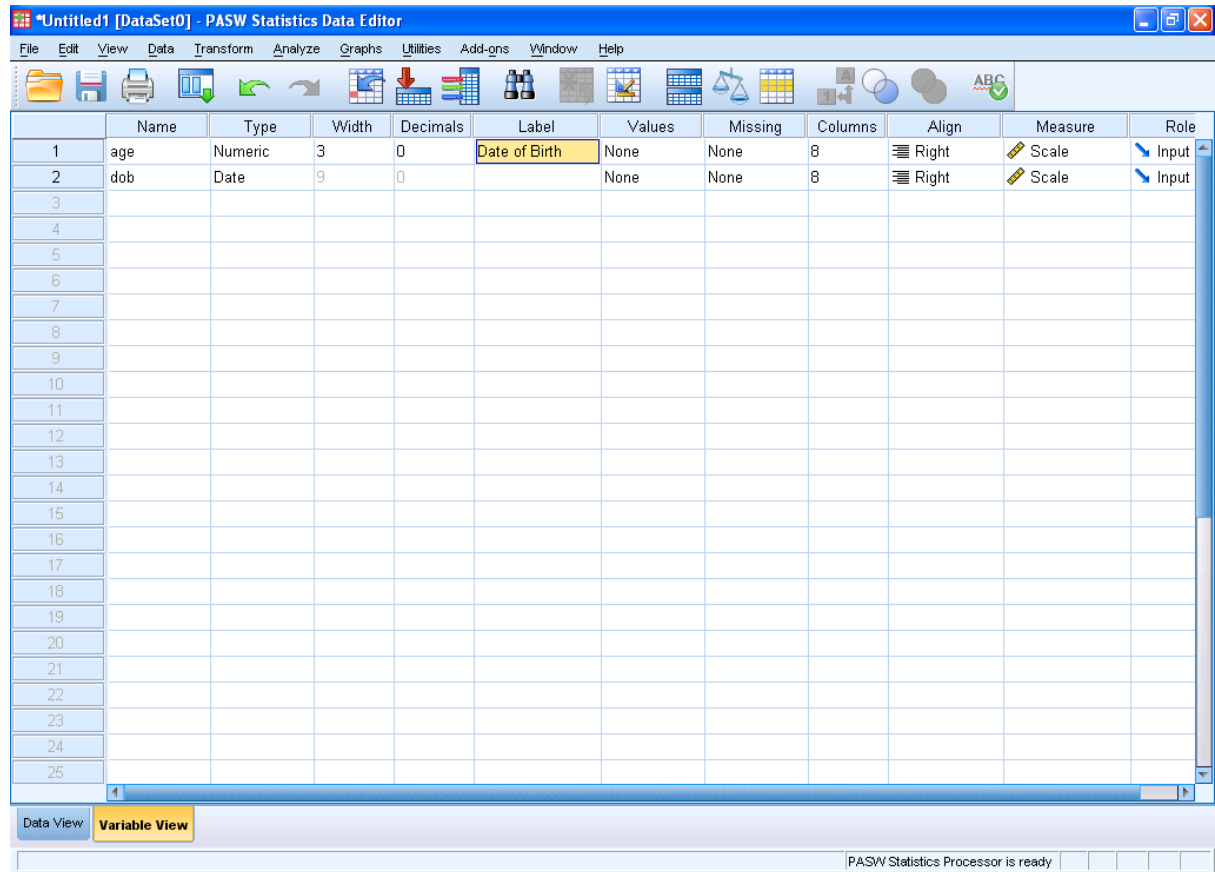 *Untitled1 [DataSet0] - PASW Statistics Data Editor
File Edit View Data Transform Analyze Graphs Utilities Add-ons Window Help
A 1 ABC
Name Type Width Decimals Label Values Missing Columns Align Measure Role
1 age Numeric 3 0 Date of Birth None None 8 Right Scale Input
2 dob Date 9 0 None None 8 Right Scale Input
3
4
5
6
7
8
9
10
11
12
13
14
15
16
17
18
19
20
21
22
23
24
25
Data View Variable View
PASW Statistics Processor is ready